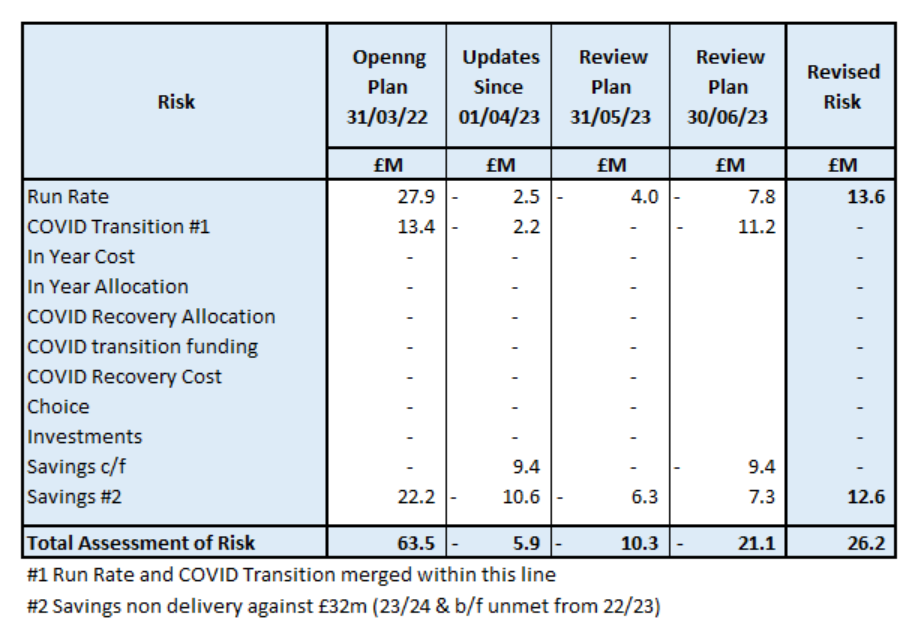 Risk Openng Plan 31/03/22 Updates Since 01/04/23 Review Plan 31/05/23 Review Plan 30/06/23 Revised Risk
£M £M £M £M £M
Run Rate 27.9 - 2.5 - 4.0 - 7.8 13.6
COVID Transition #1 13.4 - 2.2 - - 11.2 -
In Year Cost - - - -
In Year Allocation - - - -
COVID Recovery Allocation - - - -
COVID transition funding - - - -
COVID Recovery Cost - - - -
Choice - - - -
Investments - - - -
Savings c/f - 9.4 - - 9.4 -
Savings #2 22.2 - 10.6 - 6.3 7.3 12.6
Total Assessment of Risk 63.5 - 5.9 - 10.3 - 21.1 26.2
#1 Run Rate and COVID Transition merged within this line
#2 Savings non delivery against £32m (23/24 & b/f unmet from 22/23)